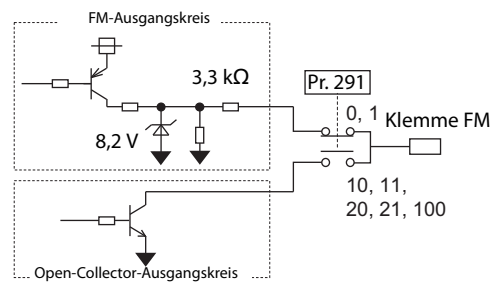 FM-Ausgangskreis
3,3 kΩ
8,2 V
Pr. 291
0, 1
Klemme FM
10, 11,
20, 21, 100
Open-Collector-Ausgangskreis